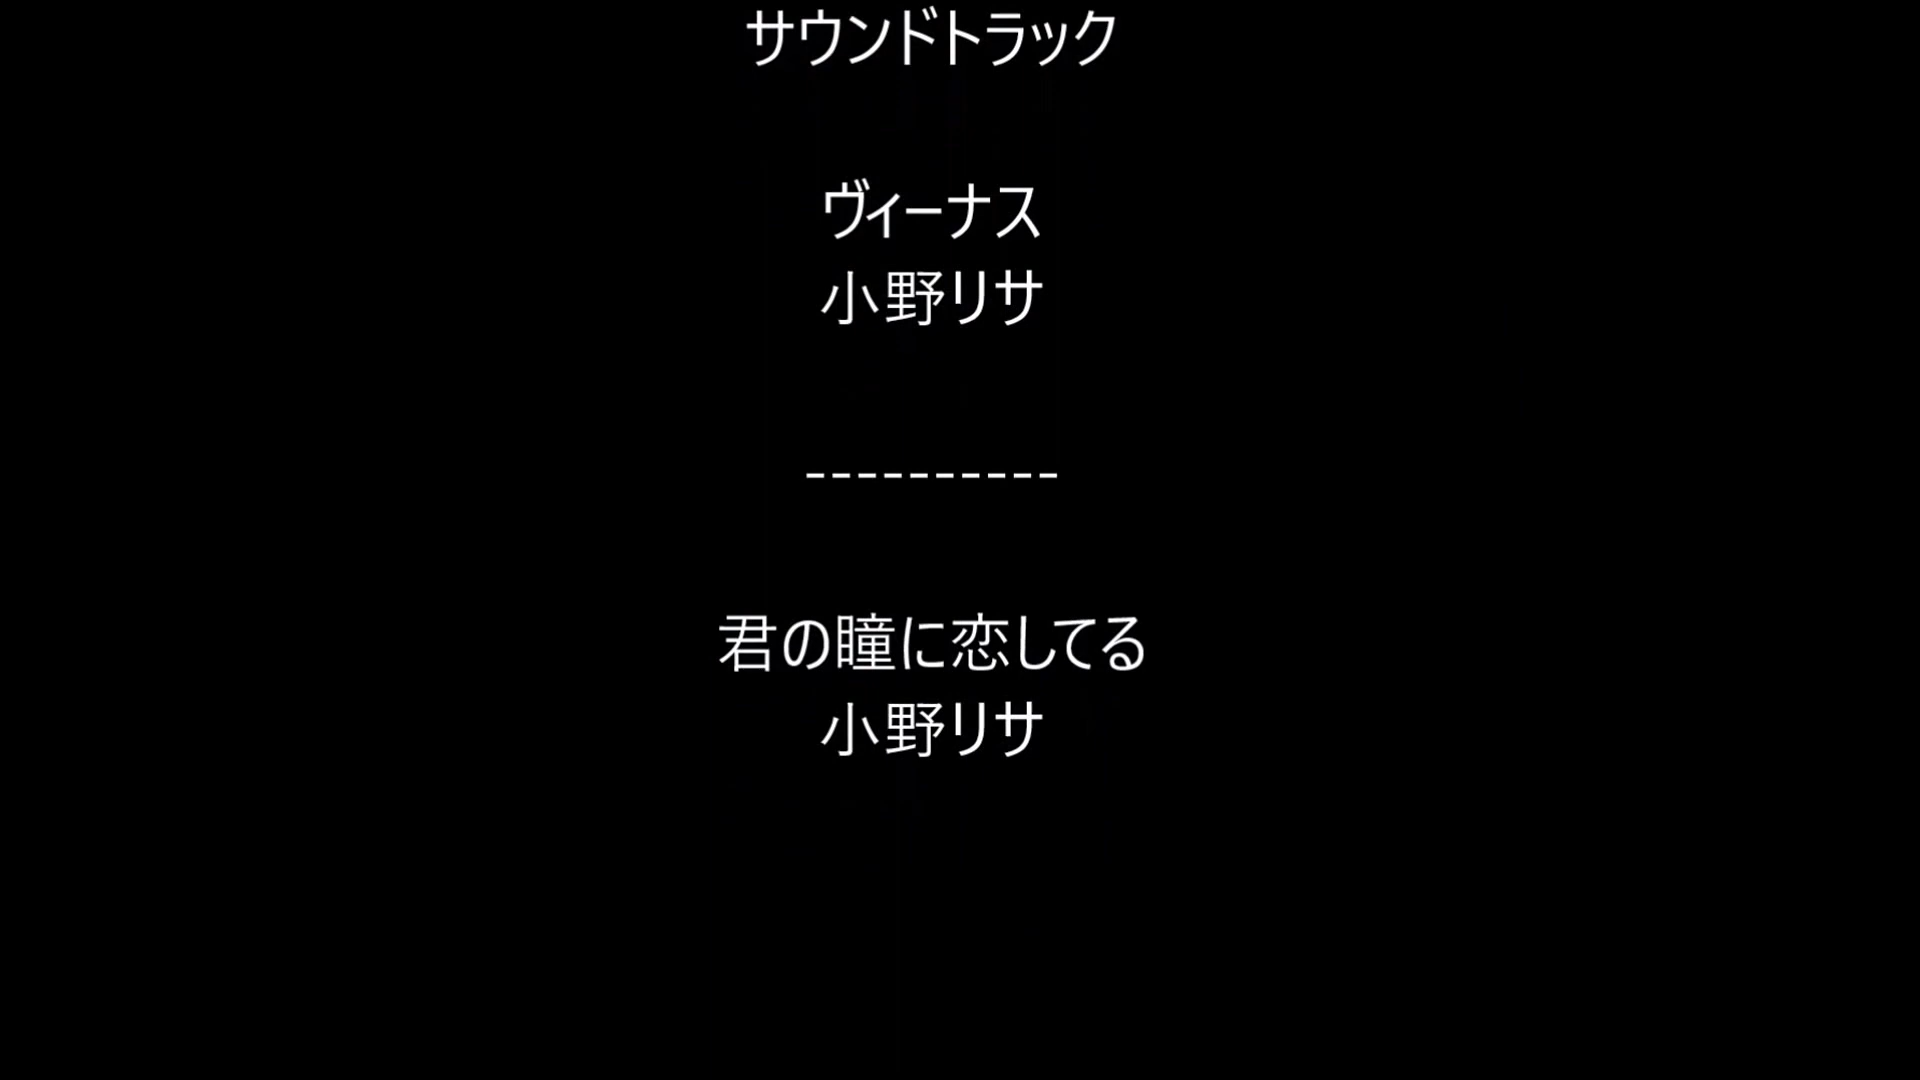 サウンドトラック
ヴィーナス
小野リサ
----------
君の瞳に恋してる
小野リサ